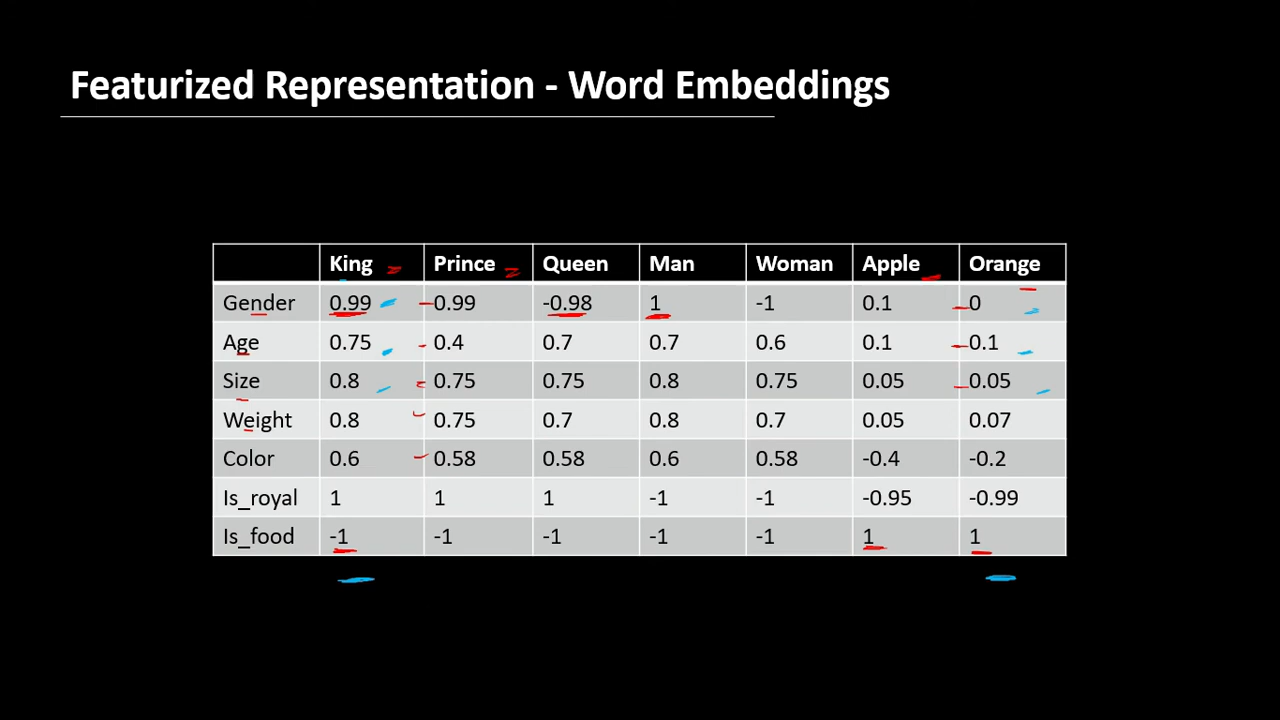 Featurized Representation - Word Embeddings
King Prince Queen Man Woman Apple Orange
Gender 0.99 0.99 -0.98 1 -1 0.1 0
Age 0.75 0.4 0.7 0.7 0.6 0.1 0.1
Size 0.8 0.75 0.75 0.8 0.75 0.05 0.05
Weight 0.8 0.75 0.7 0.8 0.7 0.05 0.07
Color 0.6 0.58 0.58 0.6 0.58 -0.4 -0.2
Is_royal 1 1 1 -1 -1 -0.95 -0.99
Is_food -1 -1 -1 -1 -1 1 1